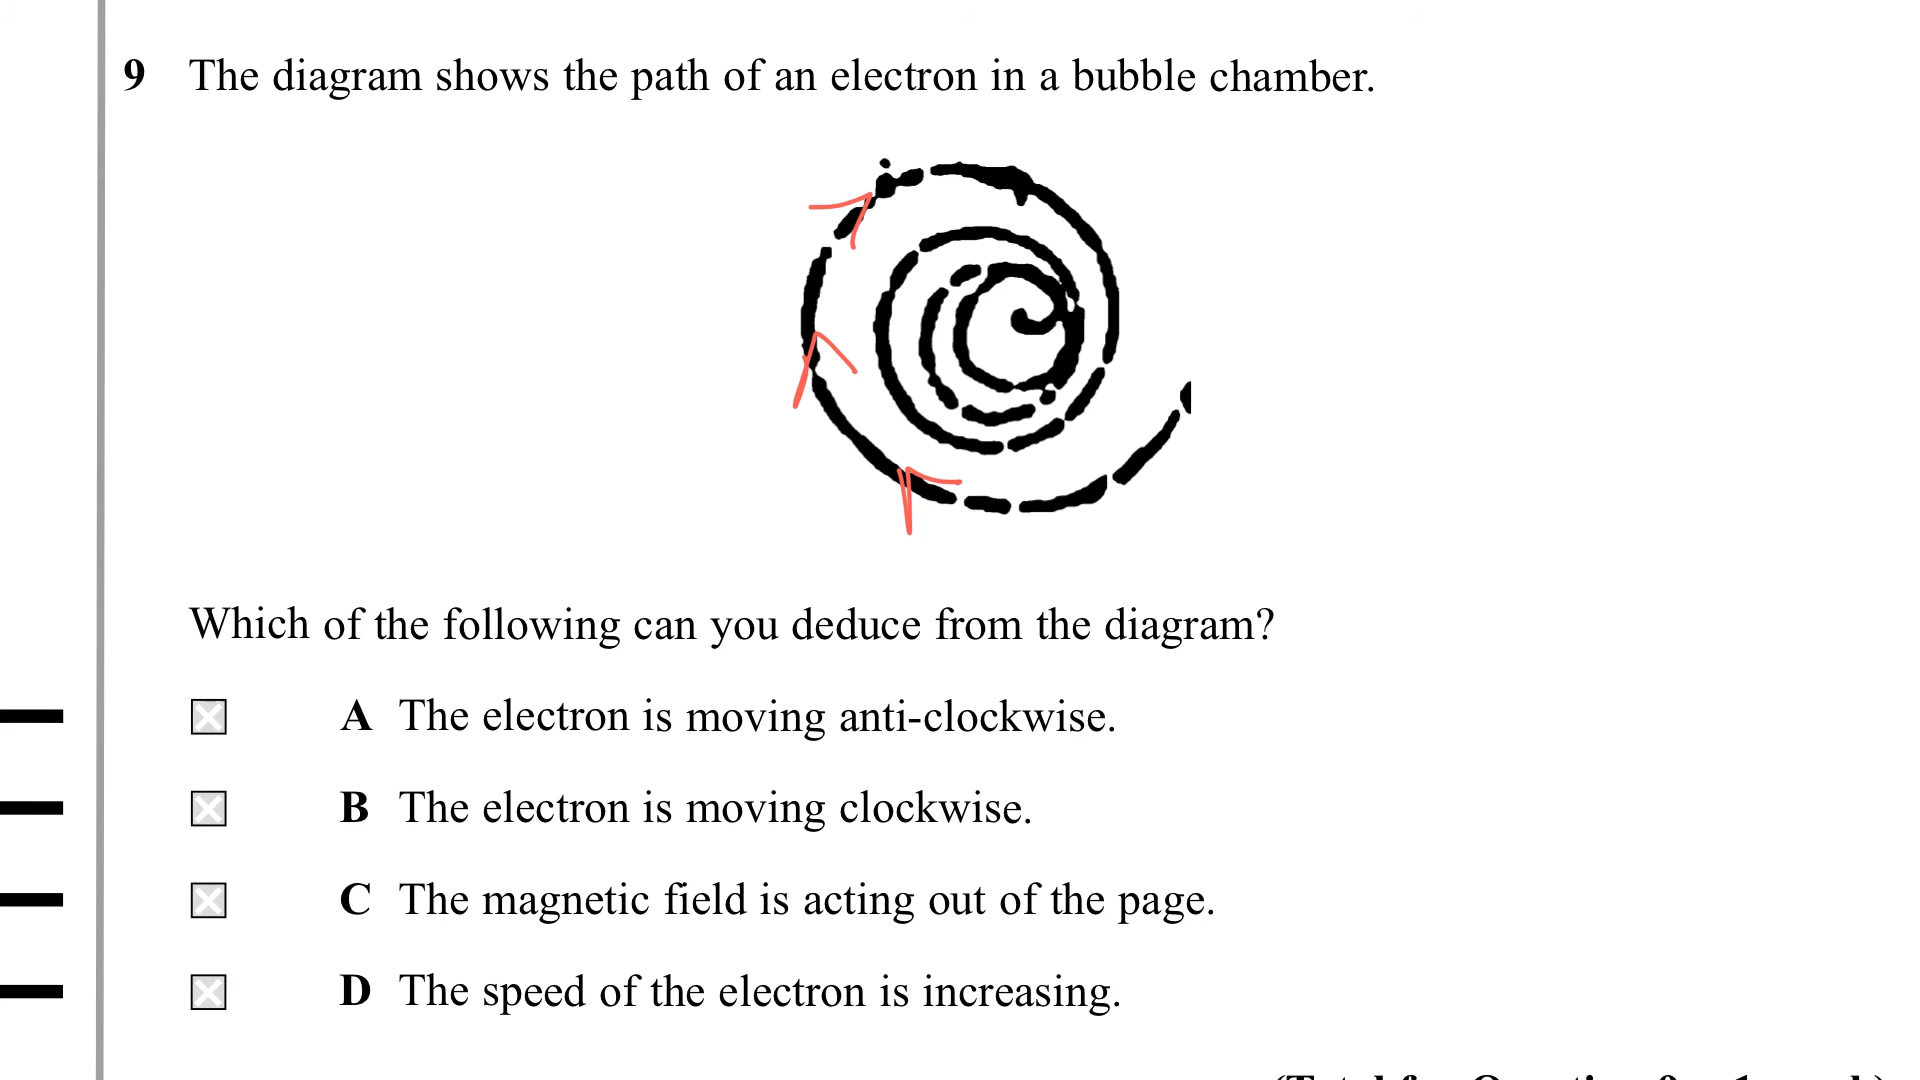 9 The diagram shows the path of an electron in a bubble chamber.
Which of the following can you deduce from the diagram?
A The electron is moving anti-clockwise.
B The electron is moving clockwise.
C The magnetic field is acting out of the page.
D The speed of the electron is increasing.